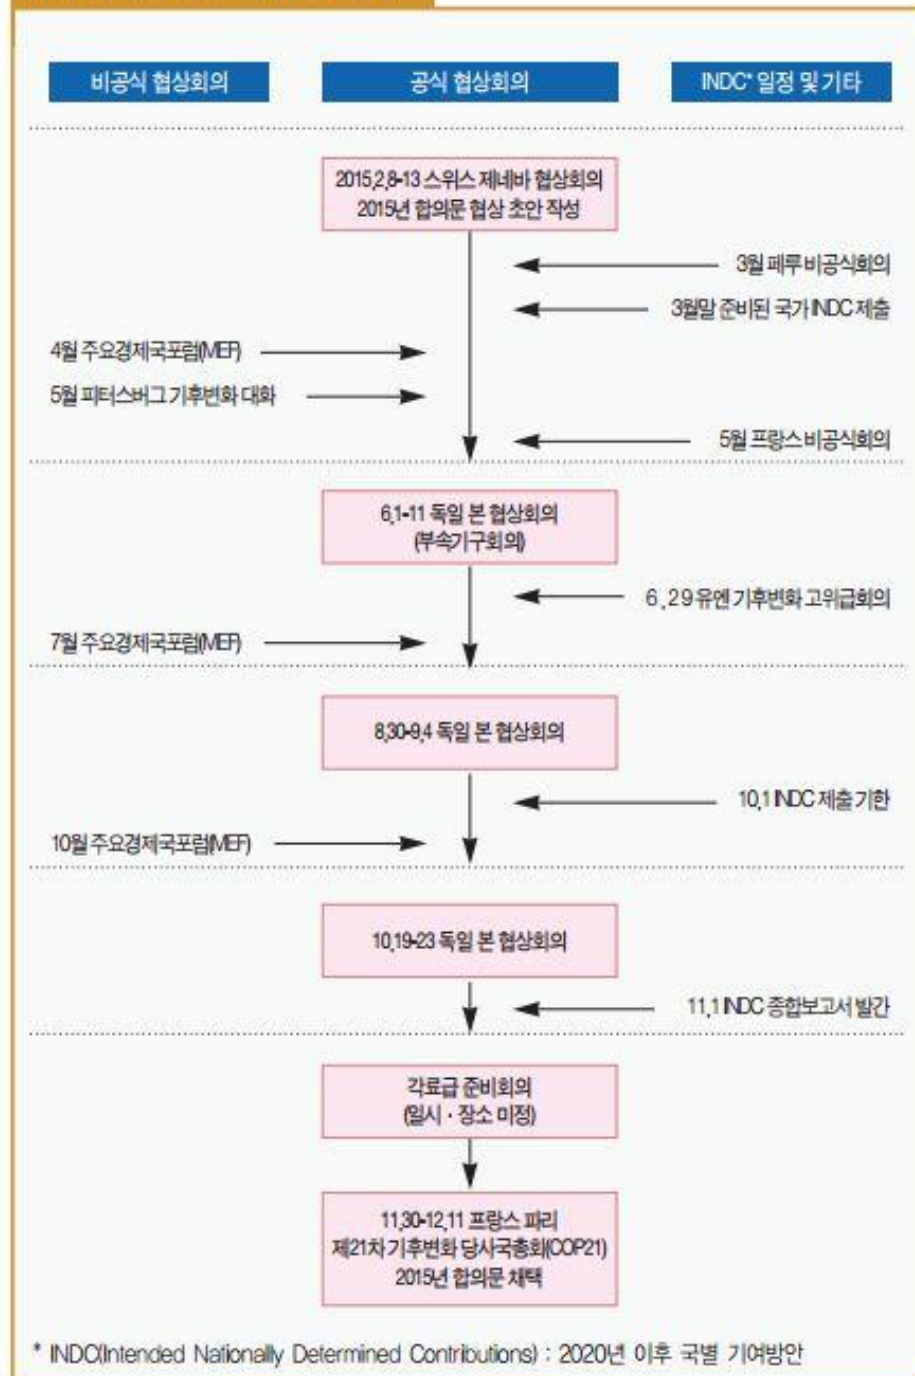 비공식 협상회의
공식 협상회의
INDC* 일정 및 기타
2015.2.8-13 스위스 제네바 협상회의
2015년 합의문 협상 초안 작성
3월 페루 비공식회의
3월말 준비된 국가 INDC 제출
4월 주요경제국포럼(MEF)
5월 피터스버그 기후변화 대화
5월 프랑스 비공식회의
6.1-11 독일 본 협상회의
(부속기구회의)
6.29 유엔 기후변화 고위급회의
7월 주요경제국포럼(MEF)
8.30-9.4 독일 본 협상회의
10.1 INDC 제출 기한
10월 주요경제국포럼(MEF)
10.19-23 독일 본 협상회의
11.1 INDC 종합보고서 발간
각료급 준비회의
(일시 · 장소 미정)
11.30-12.11 프랑스 파리
제21차 기후변화 당사국총회(COP21)
2015년 합의문 채택
* INDC(Intended Nationally Determined Contributions) : 2020년 이후 국별 기여방안